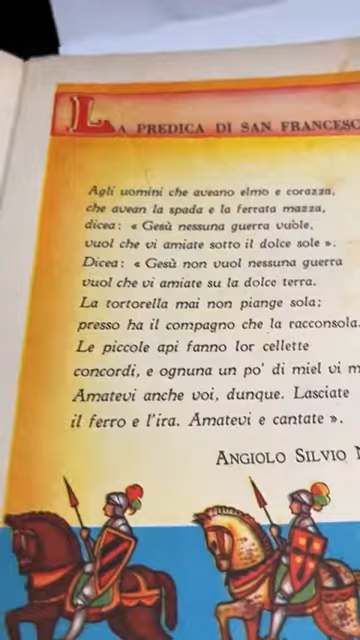 LA PREDICA DI SAN FRANCESC
Agli uomini che aveano elmo e corazza,
che avean la spada e la ferrata mazza,
dicea: « Gesù nessuna guerra vuole,
vuol che vi amiate sotto il dolce sole ».
Dicea: « Gesù non vuol nessuna guerra
vuol che vi amiate su la dolce terra.
La tortorella mai non piange sola;
presso ha il compagno che la racconsola.
Le piccole api fanno lor cellette
concordi, e ognuna un po' di miel vi m
Amatevi anche voi, dunque. Lasciate
il ferro e l'ira. Amatevi e cantate ».
ANGIOLO SILVIO